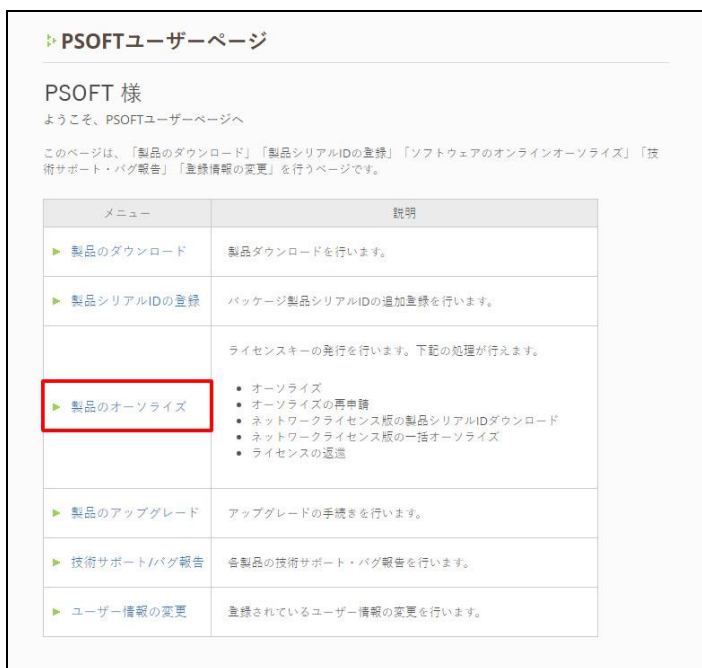 PSOFTユーザーページ
PSOFT 様
ようこそ、PSOFTユーザーページへ
このページは、「製品のダウンロード」「製品シリアルIDの登録」「ソフトウェアのオンラインオーソライズ」「技
術サポート・バグ報告」「登録情報の変更」を行うページです。
メニュー 説明
製品のダウンロード 製品ダウンロードを行います。
製品シリアルIDの登録 パッケージ製品シリアルIDの追加登録を行います。
ライセンスキーの発行を行います。下記の処理が行えます。
製品のオーソライズ
オーソライズ
オーソライズの再申請
ネットワークライセンス版の製品シリアルIDダウンロード
ネットワークライセンス版の一括オーソライズ
ライセンスの返還
製品のアップグレード アップグレードの手続きを行います。
技術サポート/バグ報告 各製品の技術サポート・バグ報告を行います。
ユーザー情報の変更 登録されているユーザー情報の変更を行います。